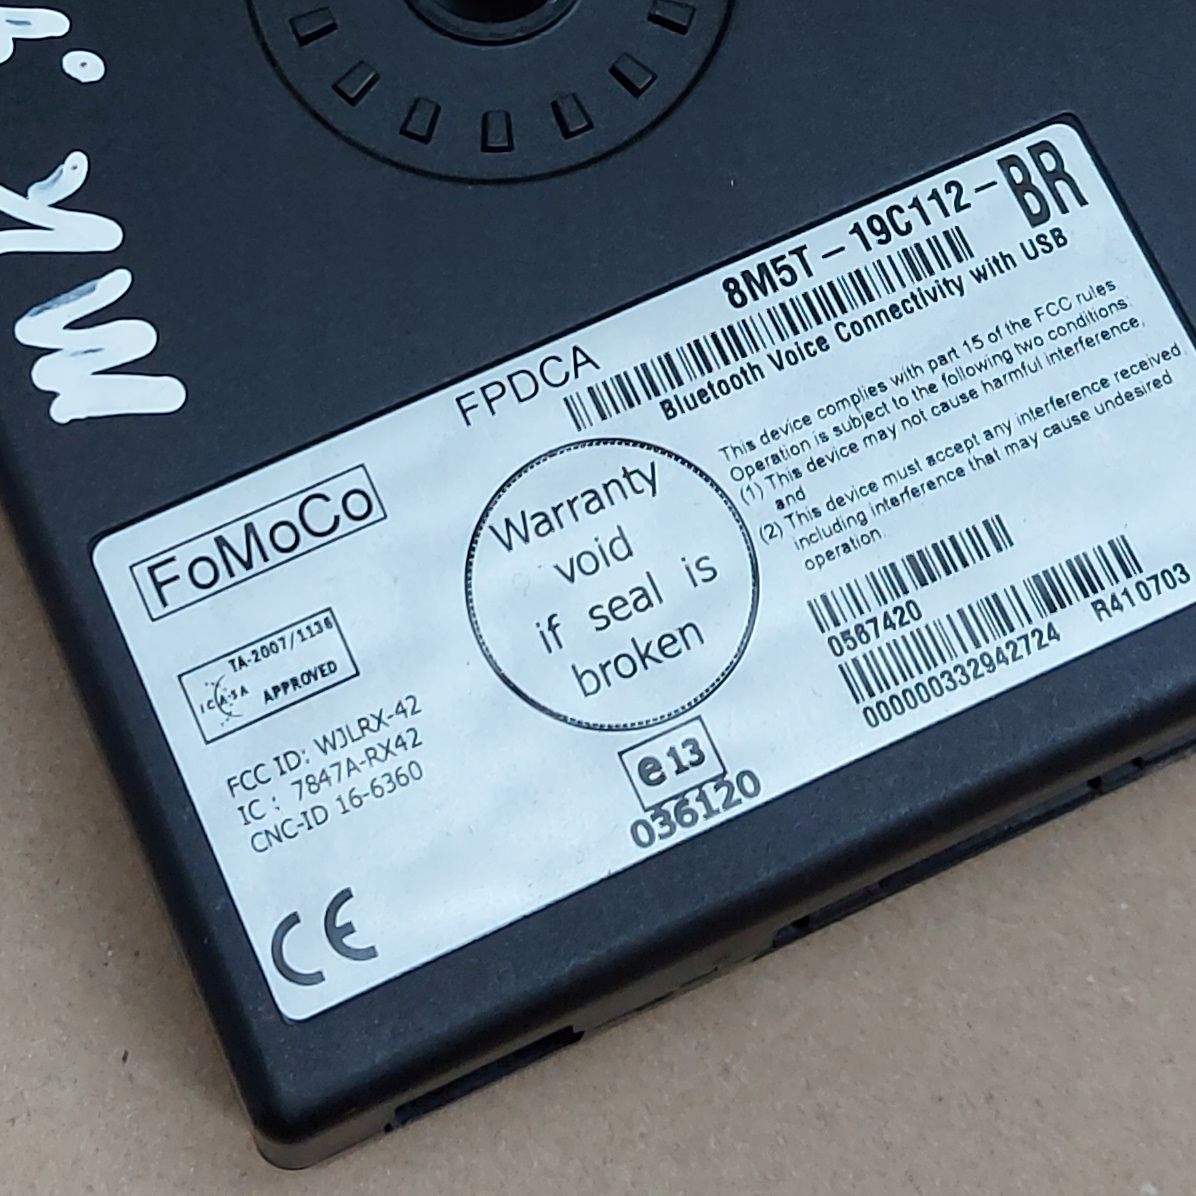 8M5T-19C112-BR
FPDCA
Bluetooth Voice Connectivity with USB
FoMoCo
Warranty
void
if seal is
broken
This device complies with part 15 of the FCC rules
Operation is subject to the following two conditions
(1) This device may not cause harmful interference,
and
(2) This device must accept any interference received
including interference that may cause undesired
operation.
TA-2007/1136
ICASA APPROVED
0567420
000000332942724 R410703
FCC ID: WJLRX-42
IC : 7847A-RX42
CNC-ID 16-6360
e13
036120
CE